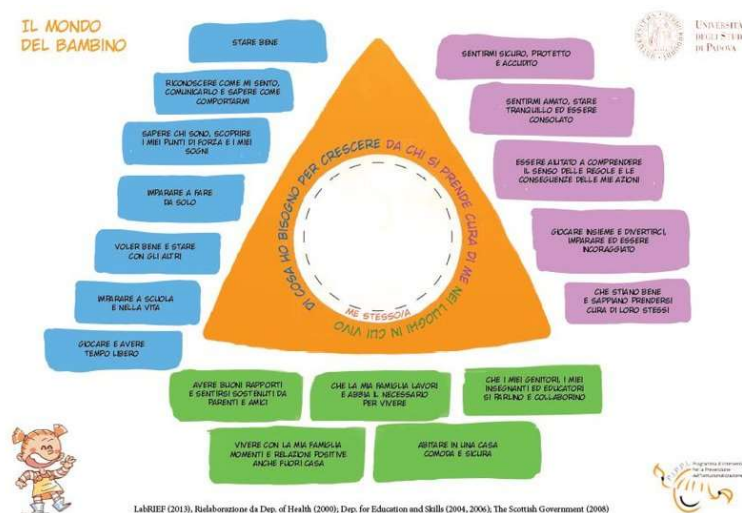 IL MONDO
DEL BAMBINO
UNIVERSITÀ
DEGLI STUDI
DI PADOVA
STARE BENE
RICONOSCERE COME MI SENTO,
COMUNICARLO E SAPERE COME
COMPORTARMI
SAPERE CHI SONO, SCOPRIRE
I MIEI PUNTI DI FORZA E I MIEI
SOGNI
IMPARARE A FARE
DA SOLO
VOLER BENE E STARE
CON GLI ALTRI
IMPARARE A SCUOLA
E NELLA VITA
GIOCARE E AVERE
TEMPO LIBERO
DI COSA HO BISOGNO PER CRESCERE
DA CHI SI PRENDE CURA DI ME
NEI LUOGHI IN CUI VIVO
ME STESSO/A
SENTIRMI SICURO, PROTETTO
E ACCUDITO
SENTIRMI AMATO, STARE
TRANQUILLO ED ESSERE
CONSOLATO
ESSERE AIUTATO A COMPRENDERE
IL SENSO DELLE REGOLE E LE
CONSEGUENZE DELLE MIE AZIONI
GIOCARE INSIEME E DIVERTIRCI,
IMPARARE ED ESSERE
INCORAGGIATO
CHE STIANO BENE
E SAPPIANO PRENDERSI
CURA DI LORO STESSI
AVERE BUONI RAPPORTI
E SENTIRSI SOSTENUTI DA
PARENTI E AMICI
CHE LA MIA FAMIGLIA LAVORI
E ABBIA IL NECESSARIO
PER VIVERE
CHE I MIEI GENITORI, I MIEI
INSEGNANTI ED EDUCATORI
SI PARLINO E COLLABORINO
VIVERE CON LA MIA FAMIGLIA
MOMENTI E RELAZIONI POSITIVE
ANCHE FUORI CASA
ABITARE IN UNA CASA
COMODA E SICURA
P.I.P.P.I.
Programma di Intervento
Per la Prevenzione
dell'Istituzionalizzazione
LabRIEF (2013), Rielaborazione da Dep. of Health (2000); Dep. for Education and Skills (2004, 2006); The Scottish Government (2008)